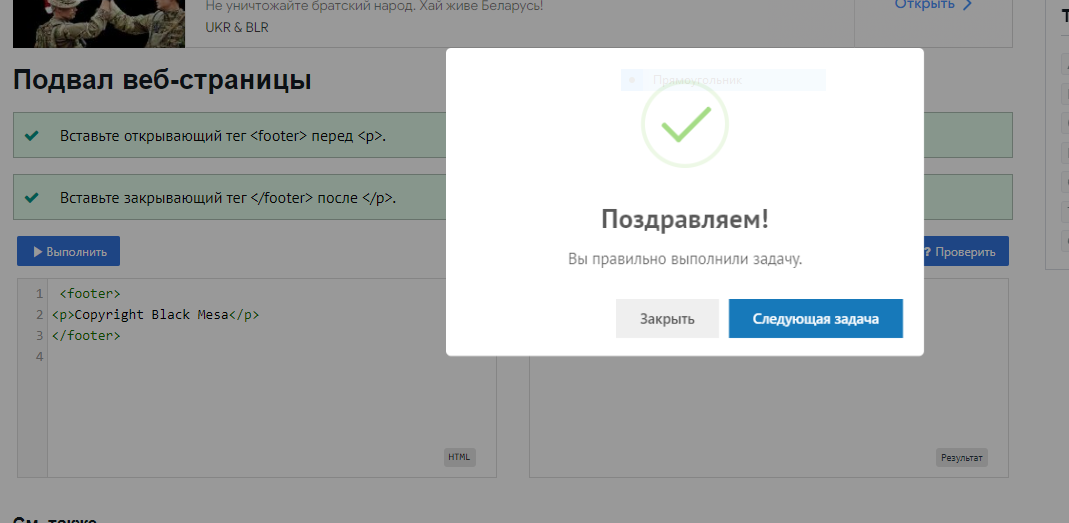 Не уничтожайте братский народ. Хай живе Беларусь!
UKR & BLR
Открыть
Подвал веб-страницы
Прямоугольник
Вставьте открывающий тег <footer> перед <p>.
Вставьте закрывающий тег </footer> после </p>.
Поздравляем!
Вы правильно выполнили задачу.
Закрыть
Следующая задача
Выполнить
? Проверить
1 <footer>
2 <p>Copyright Black Mesa</p>
3 </footer>
4
HTML
Результат
См. также